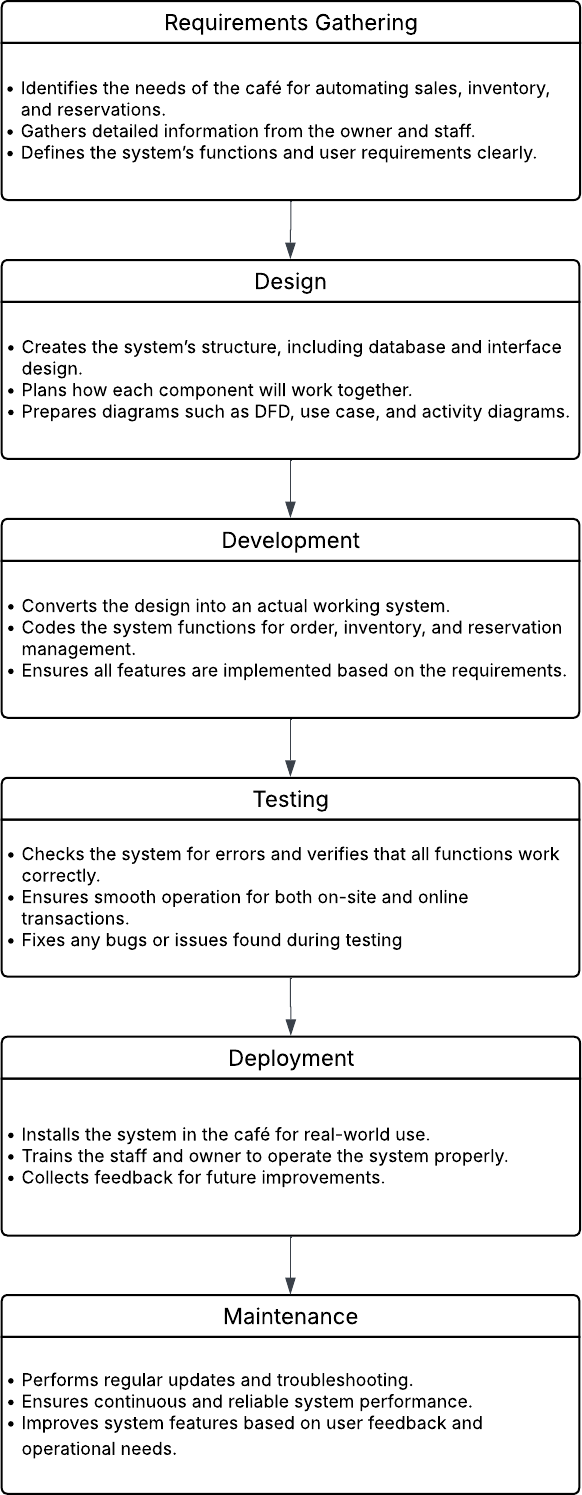 Requirements Gathering
• Identifies the needs of the café for automating sales, inventory,
and reservations.
• Gathers detailed information from the owner and staff.
• Defines the system's functions and user requirements clearly.
Design
• Creates the system's structure, including database and interface
design.
• Plans how each component will work together.
• Prepares diagrams such as DFD, use case, and activity diagrams.
Development
• Converts the design into an actual working system.
• Codes the system functions for order, inventory, and reservation
management.
• Ensures all features are implemented based on the requirements.
Testing
• Checks the system for errors and verifies that all functions work
correctly.
• Ensures smooth operation for both on-site and online
transactions.
• Fixes any bugs or issues found during testing
Deployment
• Installs the system in the café for real-world use.
• Trains the staff and owner to operate the system properly.
• Collects feedback for future improvements.
Maintenance
• Performs regular updates and troubleshooting.
• Ensures continuous and reliable system performance.
• Improves system features based on user feedback and
operational needs.